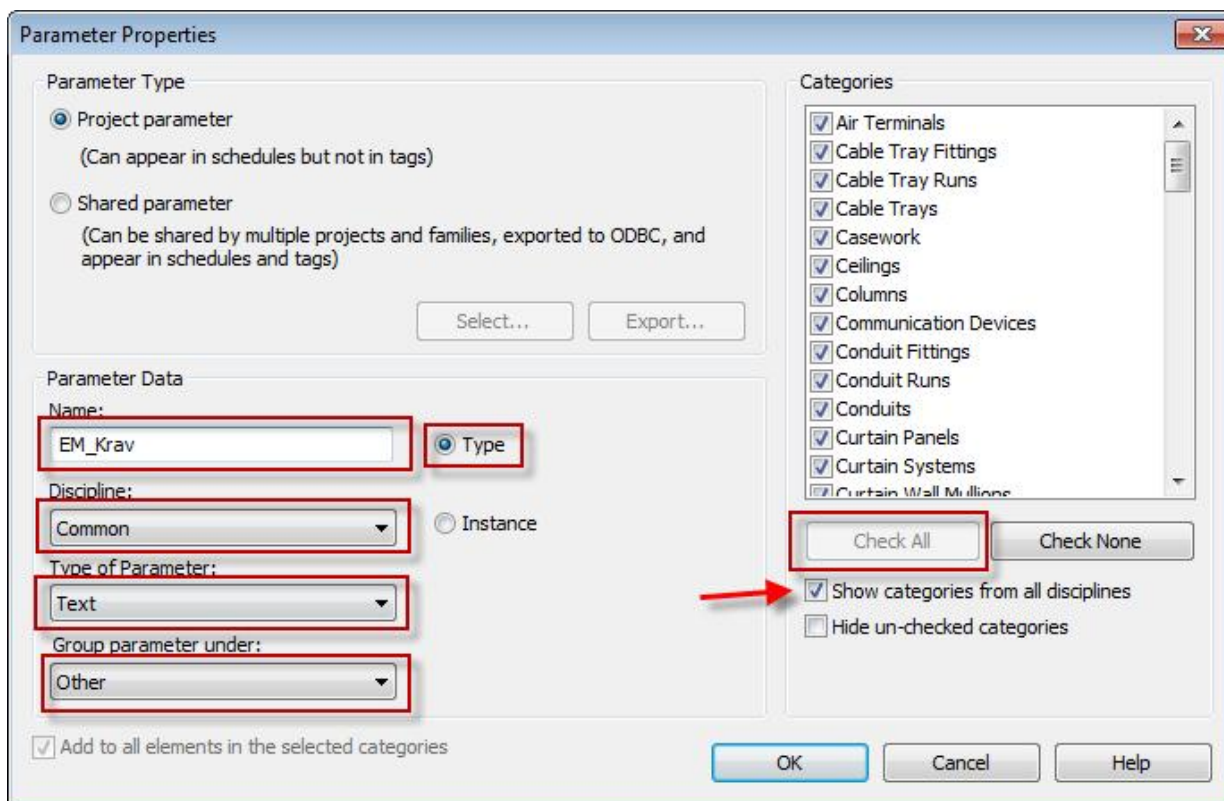 Parameter Properties
Parameter Type
Project parameter
(Can appear in schedules but not in tags)
Shared parameter
(Can be shared by multiple projects and families, exported to ODBC, and
appear in schedules and tags)
Select...
Export...
Parameter Data
Name:
EM_Krav
Type
Discipline:
Common
Instance
Type of Parameter:
Text
Group parameter under:
Other
Add to all elements in the selected categories
Categories
Air Terminals
Cable Tray Fittings
Cable Tray Runs
Cable Trays
Casework
Ceilings
Columns
Communication Devices
Conduit Fittings
Conduit Runs
Conduits
Curtain Panels
Curtain Systems
Curtain Wall Mullions
Check All
Check None
Show categories from all disciplines
Hide un-checked categories
OK
Cancel
Help